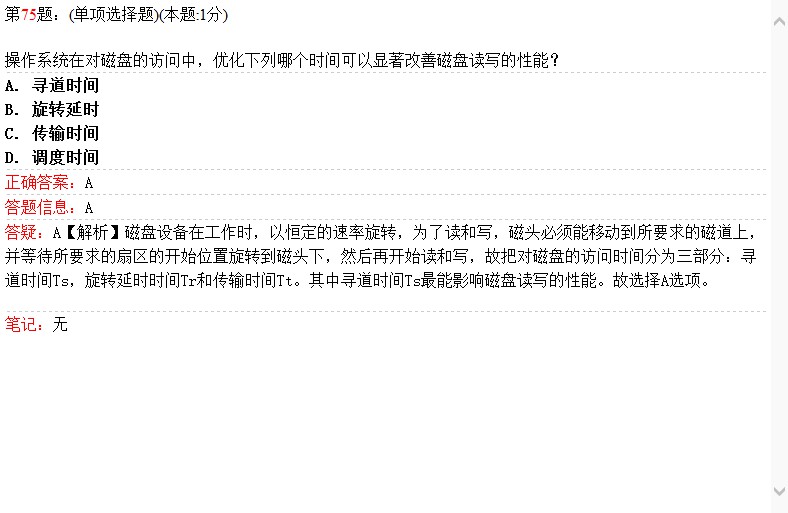 第75题：(单项选择题)(本题:1分)
操作系统在对磁盘的访问中，优化下列哪个时间可以显著改善磁盘读写的性能？
A. 寻道时间
B. 旋转延时
C. 传输时间
D. 调度时间
正确答案：A
答题信息：A
答疑：A【解析】磁盘设备在工作时，以恒定的速率旋转，为了读和写，磁头必须能移动到所要求的磁道上，
并等待所要求的扇区的开始位置旋转到磁头下，然后再开始读和写，故把对磁盘的访问时间分为三部分：寻
道时间Ts，旋转延时时间Tr和传输时间Tt。其中寻道时间Ts最能影响磁盘读写的性能。故选择A选项。
笔记：无